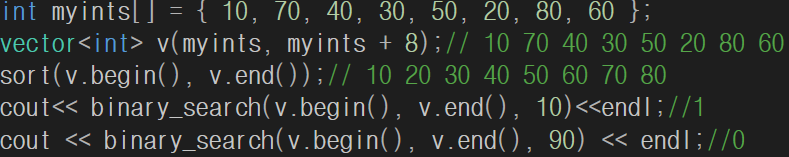 int myints[] = { 10, 70, 40, 30, 50, 20, 80, 60 };
vector<int> v(myints, myints + 8);// 10 70 40 30 50 20 80 60
sort(v.begin(), v.end());// 10 20 30 40 50 60 70 80
cout<< binary_search(v.begin(), v.end(), 10)<<endl;//1
cout << binary_search(v.begin(), v.end(), 90) << endl;//0